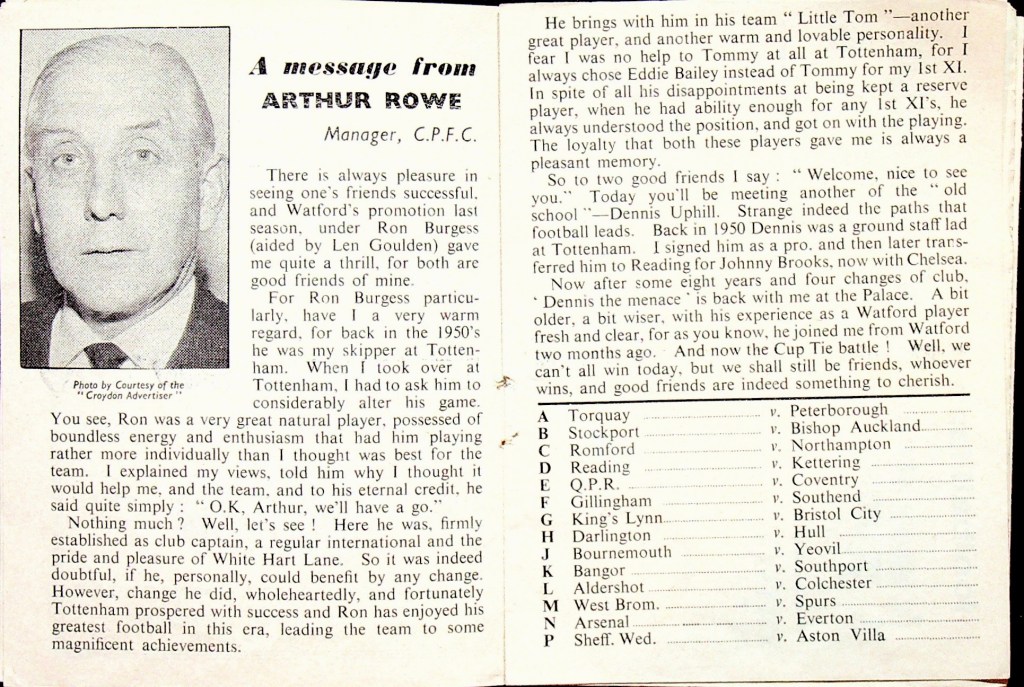 A message from
ARTHUR ROWE
Manager, C.P.F.C.
There is always pleasure in
seeing one's friends successful,
and Watford's promotion last
season, under Ron Burgess
(aided by Len Goulden) gave
me quite a thrill, for both are
good friends of mine.
For Ron Burgess particu-
larly, have I a very warm
regard, for back in the 1950's
he was my skipper at Totten-
ham. When I took over at
Tottenham, I had to ask him to
considerably alter his game.
Photo by Courtesy of the
"Croydon Advertiser"
You see, Ron was a very great natural player, possessed of
boundless energy and enthusiasm that had him playing
rather more individually than I thought was best for the
team. I explained my views, told him why I thought it
would help me, and the team, and to his eternal credit, he
said quite simply : " O.K, Arthur, we'll have a go."
Nothing much ? Well, let's see ! Here he was, firmly
established as club captain, a regular international and the
pride and pleasure of White Hart Lane. So it was indeed
doubtful, if he, personally, could benefit by any change.
However, change he did, wholeheartedly, and fortunately
Tottenham prospered with success and Ron has enjoyed his
greatest football in this era, leading the team to some
magnificent achievements.
He brings with him in his team " Little Tom "—another
great player, and another warm and lovable personality. I
fear I was no help to Tommy at all at Tottenham, for I
always chose Eddie Bailey instead of Tommy for my 1st XI.
In spite of all his disappointments at being kept a reserve
player, when he had ability enough for any 1st XI's, he
always understood the position, and got on with the playing.
The loyalty that both these players gave me is always a
pleasant memory.
So to two good friends I say : " Welcome, nice to see
you." Today you'll be meeting another of the " old
school "—Dennis Uphill. Strange indeed the paths that
football leads. Back in 1950 Dennis was a ground staff lad
at Tottenham. I signed him as a pro. and then later trans-
ferred him to Reading for Johnny Brooks, now with Chelsea.
Now after some eight years and four changes of club,
' Dennis the menace ' is back with me at the Palace. A bit
older, a bit wiser, with his experience as a Watford player
fresh and clear, for as you know, he joined me from Watford
two months ago. And now the Cup Tie battle ! Well, we
can't all win today, but we shall still be friends, whoever
wins, and good friends are indeed something to cherish.
A Torquay v. Peterborough
B Stockport v. Bishop Auckland
C Romford v. Northampton
D Reading v. Kettering
E Q.P.R. v. Coventry
F Gillingham v. Southend
G King's Lynn v. Bristol City
H Darlington v. Hull
J Bournemouth v. Yeovil
K Bangor v. Southport
L Aldershot v. Colchester
M West Brom. v. Spurs
N Arsenal v. Everton
P Sheff. Wed. v. Aston Villa